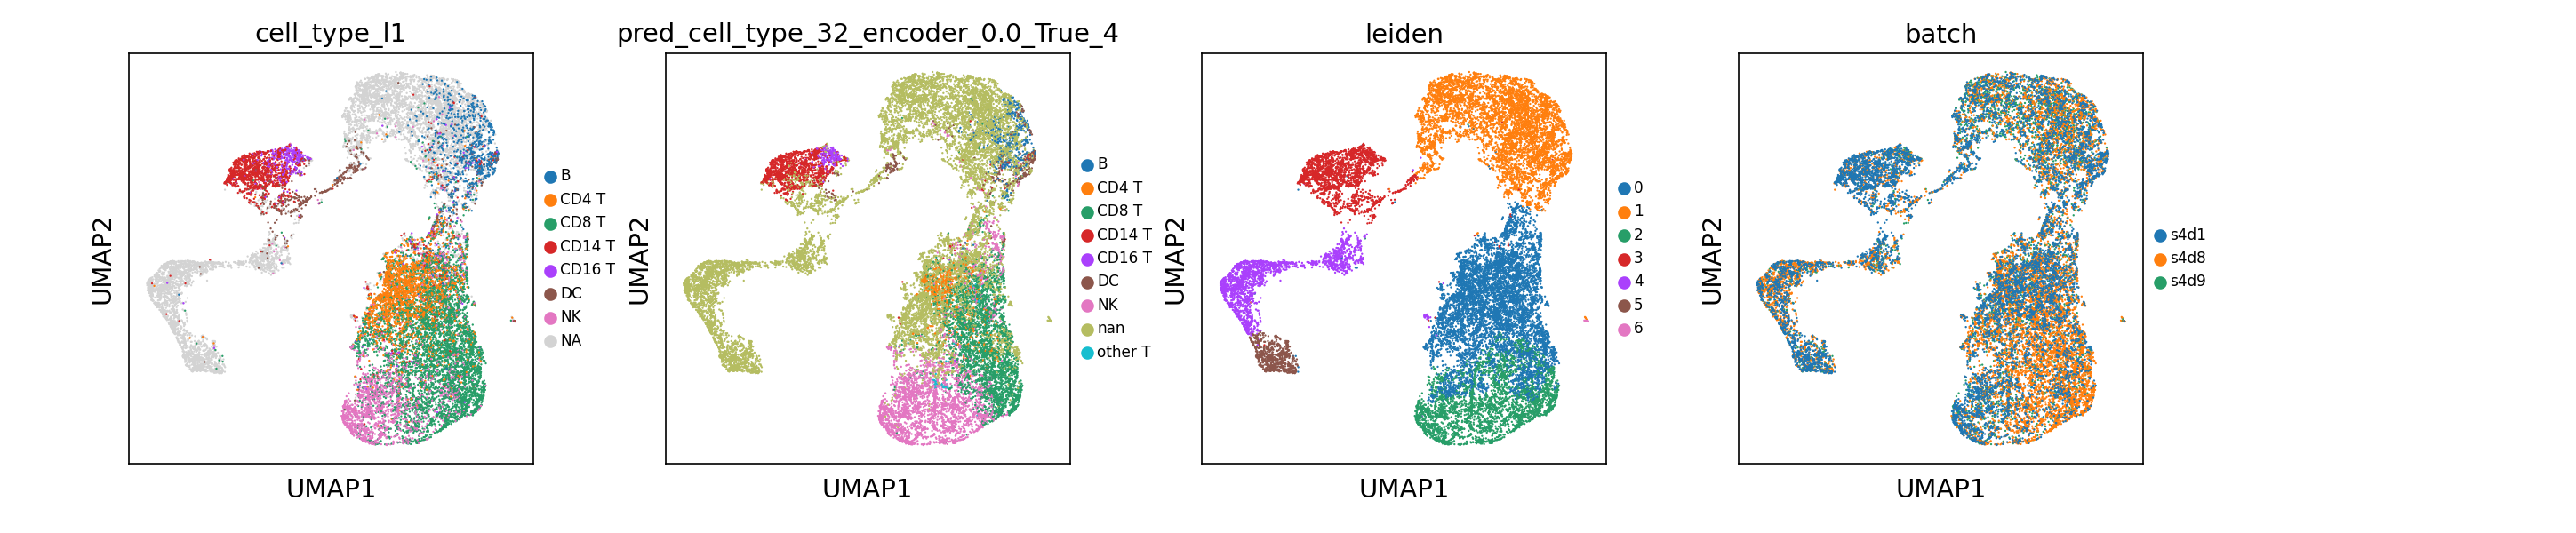 cell_type_l1
UMAP2
UMAP1
B
CD4 T
CD8 T
CD14 T
CD16 T
DC
NK
NA
pred_cell_type_32_encoder_0.0_True_4
UMAP2
UMAP1
B
CD4 T
CD8 T
CD14 T
CD16 T
DC
NK
nan
other T
leiden
UMAP2
UMAP1
0
1
2
3
4
5
6
batch
UMAP2
UMAP1
s4d1
s4d8
s4d9